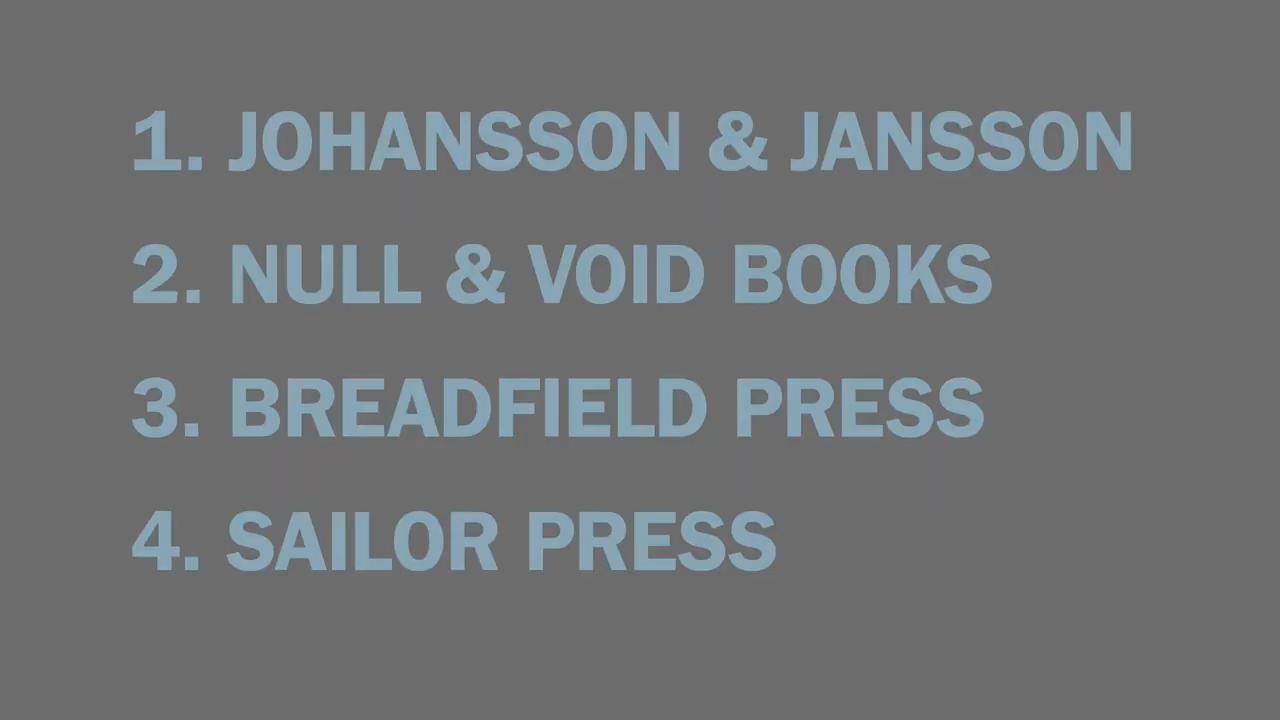 1. JOHANSSON & JANSSON
2. NULL & VOID BOOKS
3. BREADFIELD PRESS
4. SAILOR PRESS